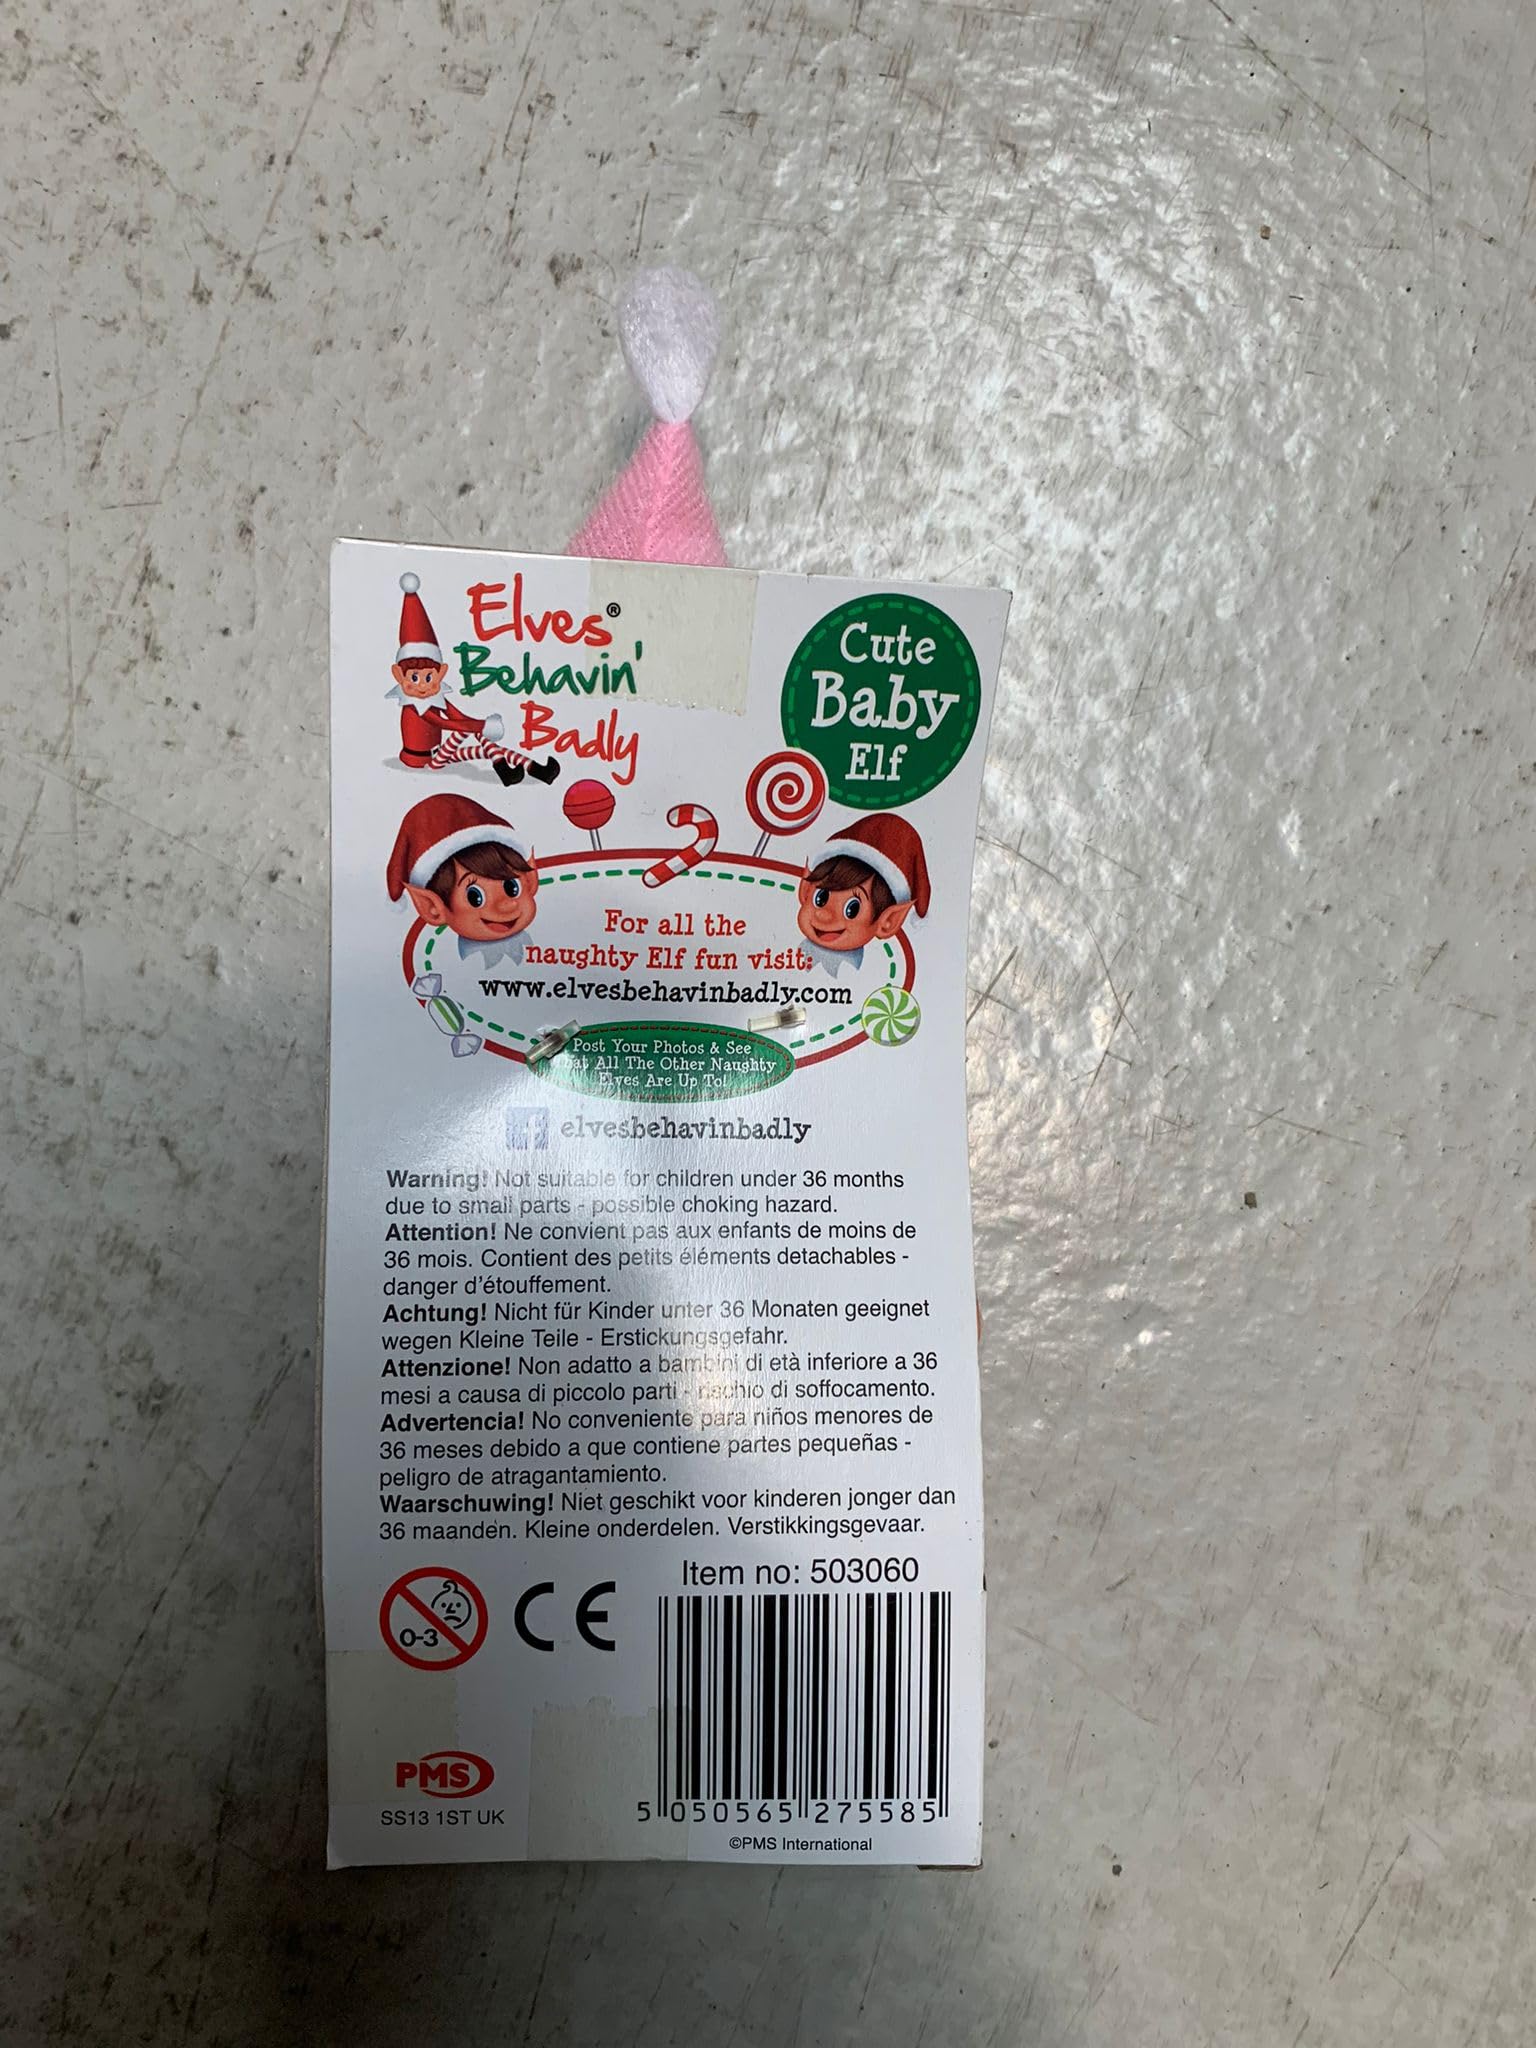 Elves®
Behavin'
Badly
Cute
Baby
Elf
For all the
naughty Elf fun visit:
www.elvesbehavinbadly.com
Post Your Photos & See
All The Other Naughty
Elves Are Up To!
f elvesbehavinbadly
Warning! Not suitable for children under 36 months
due to small parts - possible choking hazard.
Attention! Ne convient pas aux enfants de moins de
36 mois. Contient des petits éléments detachables -
danger d'étouffement.
Achtung! Nicht für Kinder unter 36 Monaten geeignet
wegen Kleine Teile - Erstickungsgefahr.
Attenzione! Non adatto a bambini di età inferiore a 36
mesi a causa di piccolo parti - rischio di soffocamento.
Advertencia! No conveniente para niños menores de
36 meses debido a que contiene partes pequeñas -
peligro de atragantamiento.
Waarschuwing! Niet geschikt voor kinderen jonger dan
36 maanden. Kleine onderdelen. Verstikkingsgevaar.
Item no: 503060
0-3
CE
PMS
SS13 1ST UK
5 050565 275585
©PMS International